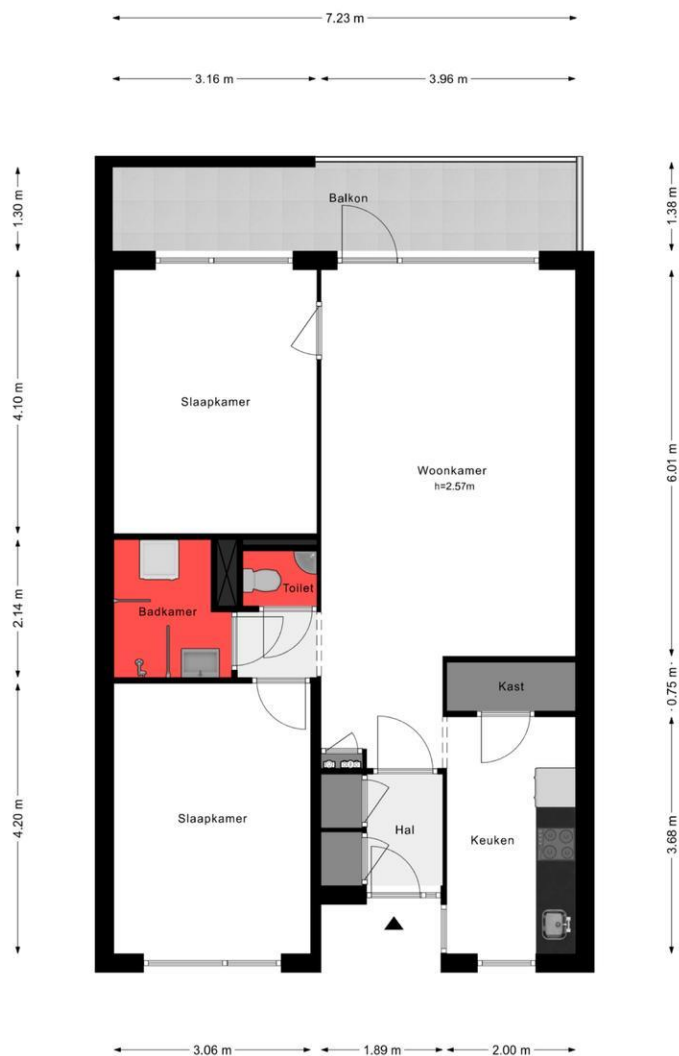 7.23 m
3.16 m
3.96 m
1.30 m
1.38 m
Balkon
4.10 m
Slaapkamer
Woonkamer
h=2.57m
6.01 m
2.14 m
Toilet
Badkamer
Kast
0.75 m
4.20 m
Slaapkamer
Hal
Keuken
3.68 m
3.06 m
1.89 m
2.00 m